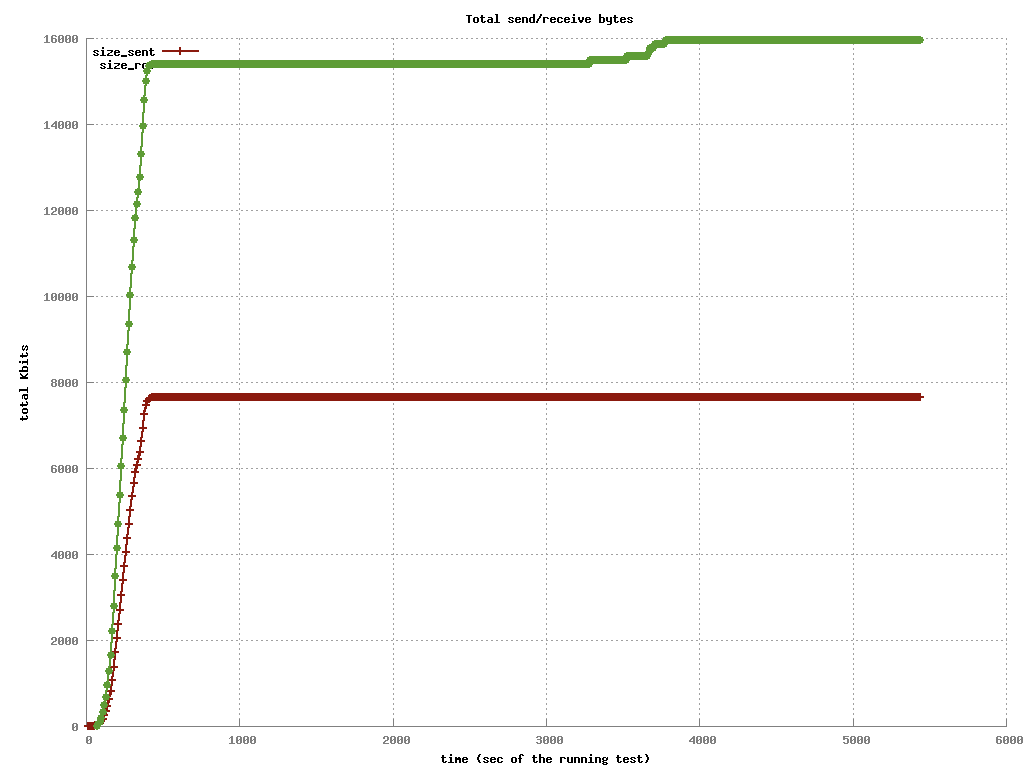 Total send/receive bytes
16000
size_sent
size_rc
14000
12000
10000
8000
total Kbits
6000
4000
2000
0
0 1000 2000 3000 4000 5000 6000
time (sec of the running test)